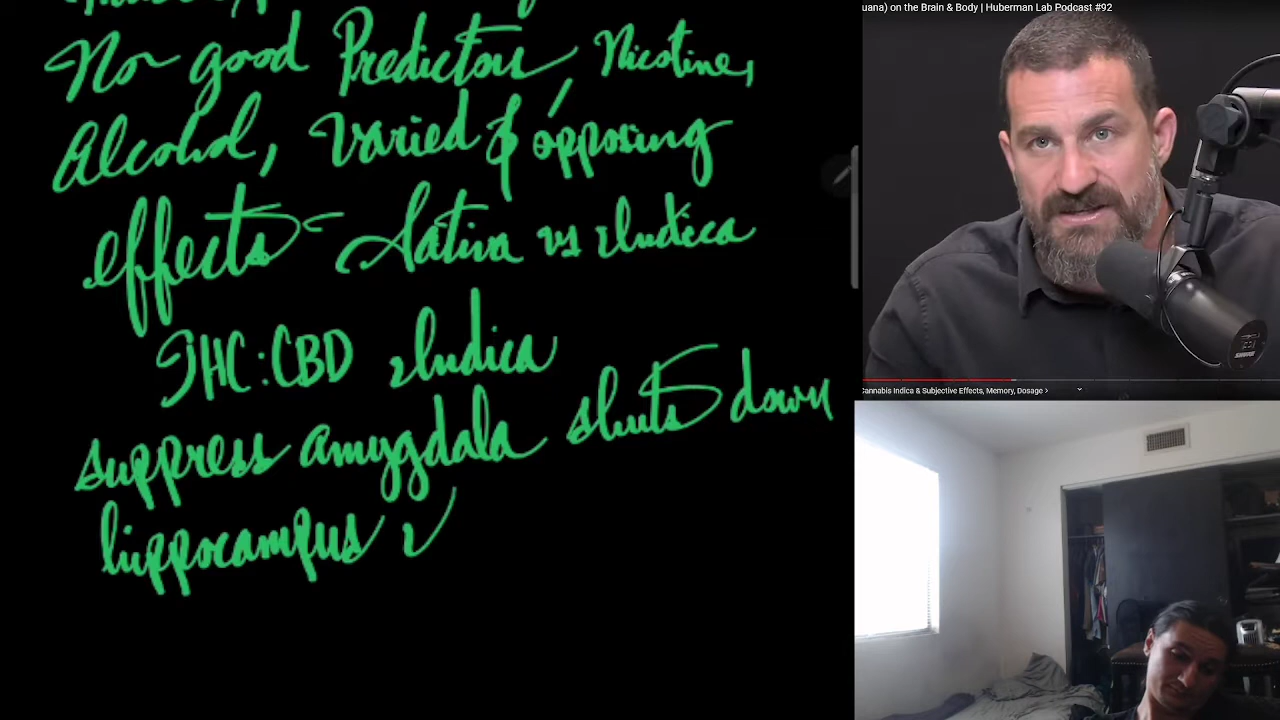 No good Predictors, Nicotine,
Alcohol, varied & opposing
effects - Sativa vs Indica
THC:CBD Indica
suppress amygdala shuts down
hippocampus
uana) on the Brain & Body | Huberman Lab Podcast #92
Cannabis Indica & Subjective Effects, Memory, Dosage >
SHURE